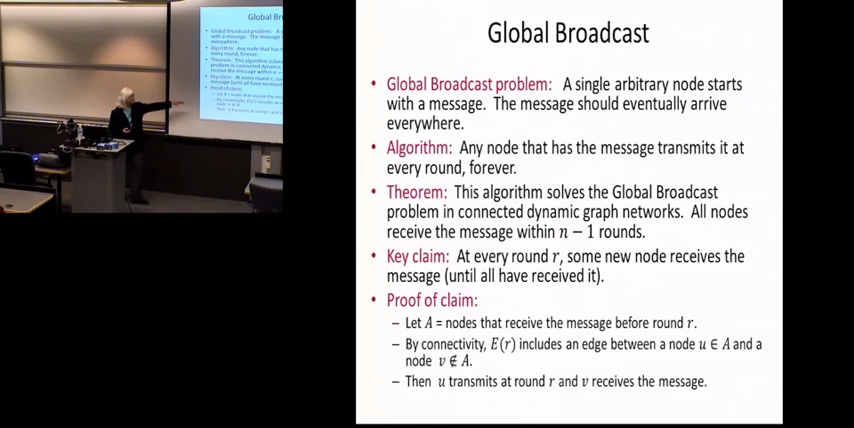 Global Broadcast
• Global Broadcast problem: A single arbitrary node starts
with a message. The message should eventually arrive
everywhere.
• Algorithm: Any node that has the message transmits it at
every round, forever.
• Theorem: This algorithm solves the Global Broadcast
problem in connected dynamic graph networks. All nodes
receive the message within n − 1 rounds.
• Key claim: At every round r, some new node receives the
message (until all have received it).
• Proof of claim:
– Let A = nodes that receive the message before round r.
– By connectivity, E(r) includes an edge between a node u ∈ A and a
node v ∉ A.
– Then u transmits at round r and v receives the message.